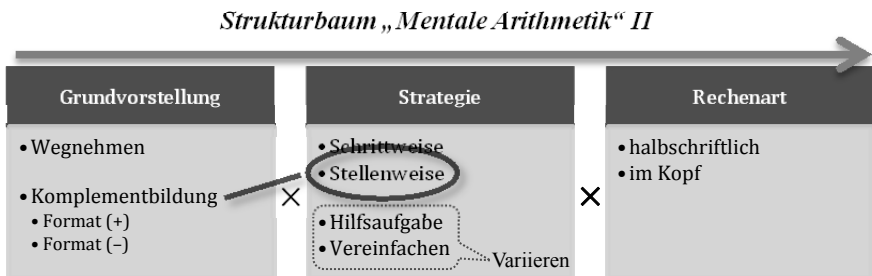 Strukturbaum „Mentale Arithmetik“ II
Grundvorstellung
• Wegnehmen
• Komplementbildung
• Format (+)
• Format (–)
×
Strategie
• Schrittweise
• Stellenweise
• Hilfsaufgabe
• Vereinfachen
Variieren
×
Rechenart
• halbschriftlich
• im Kopf